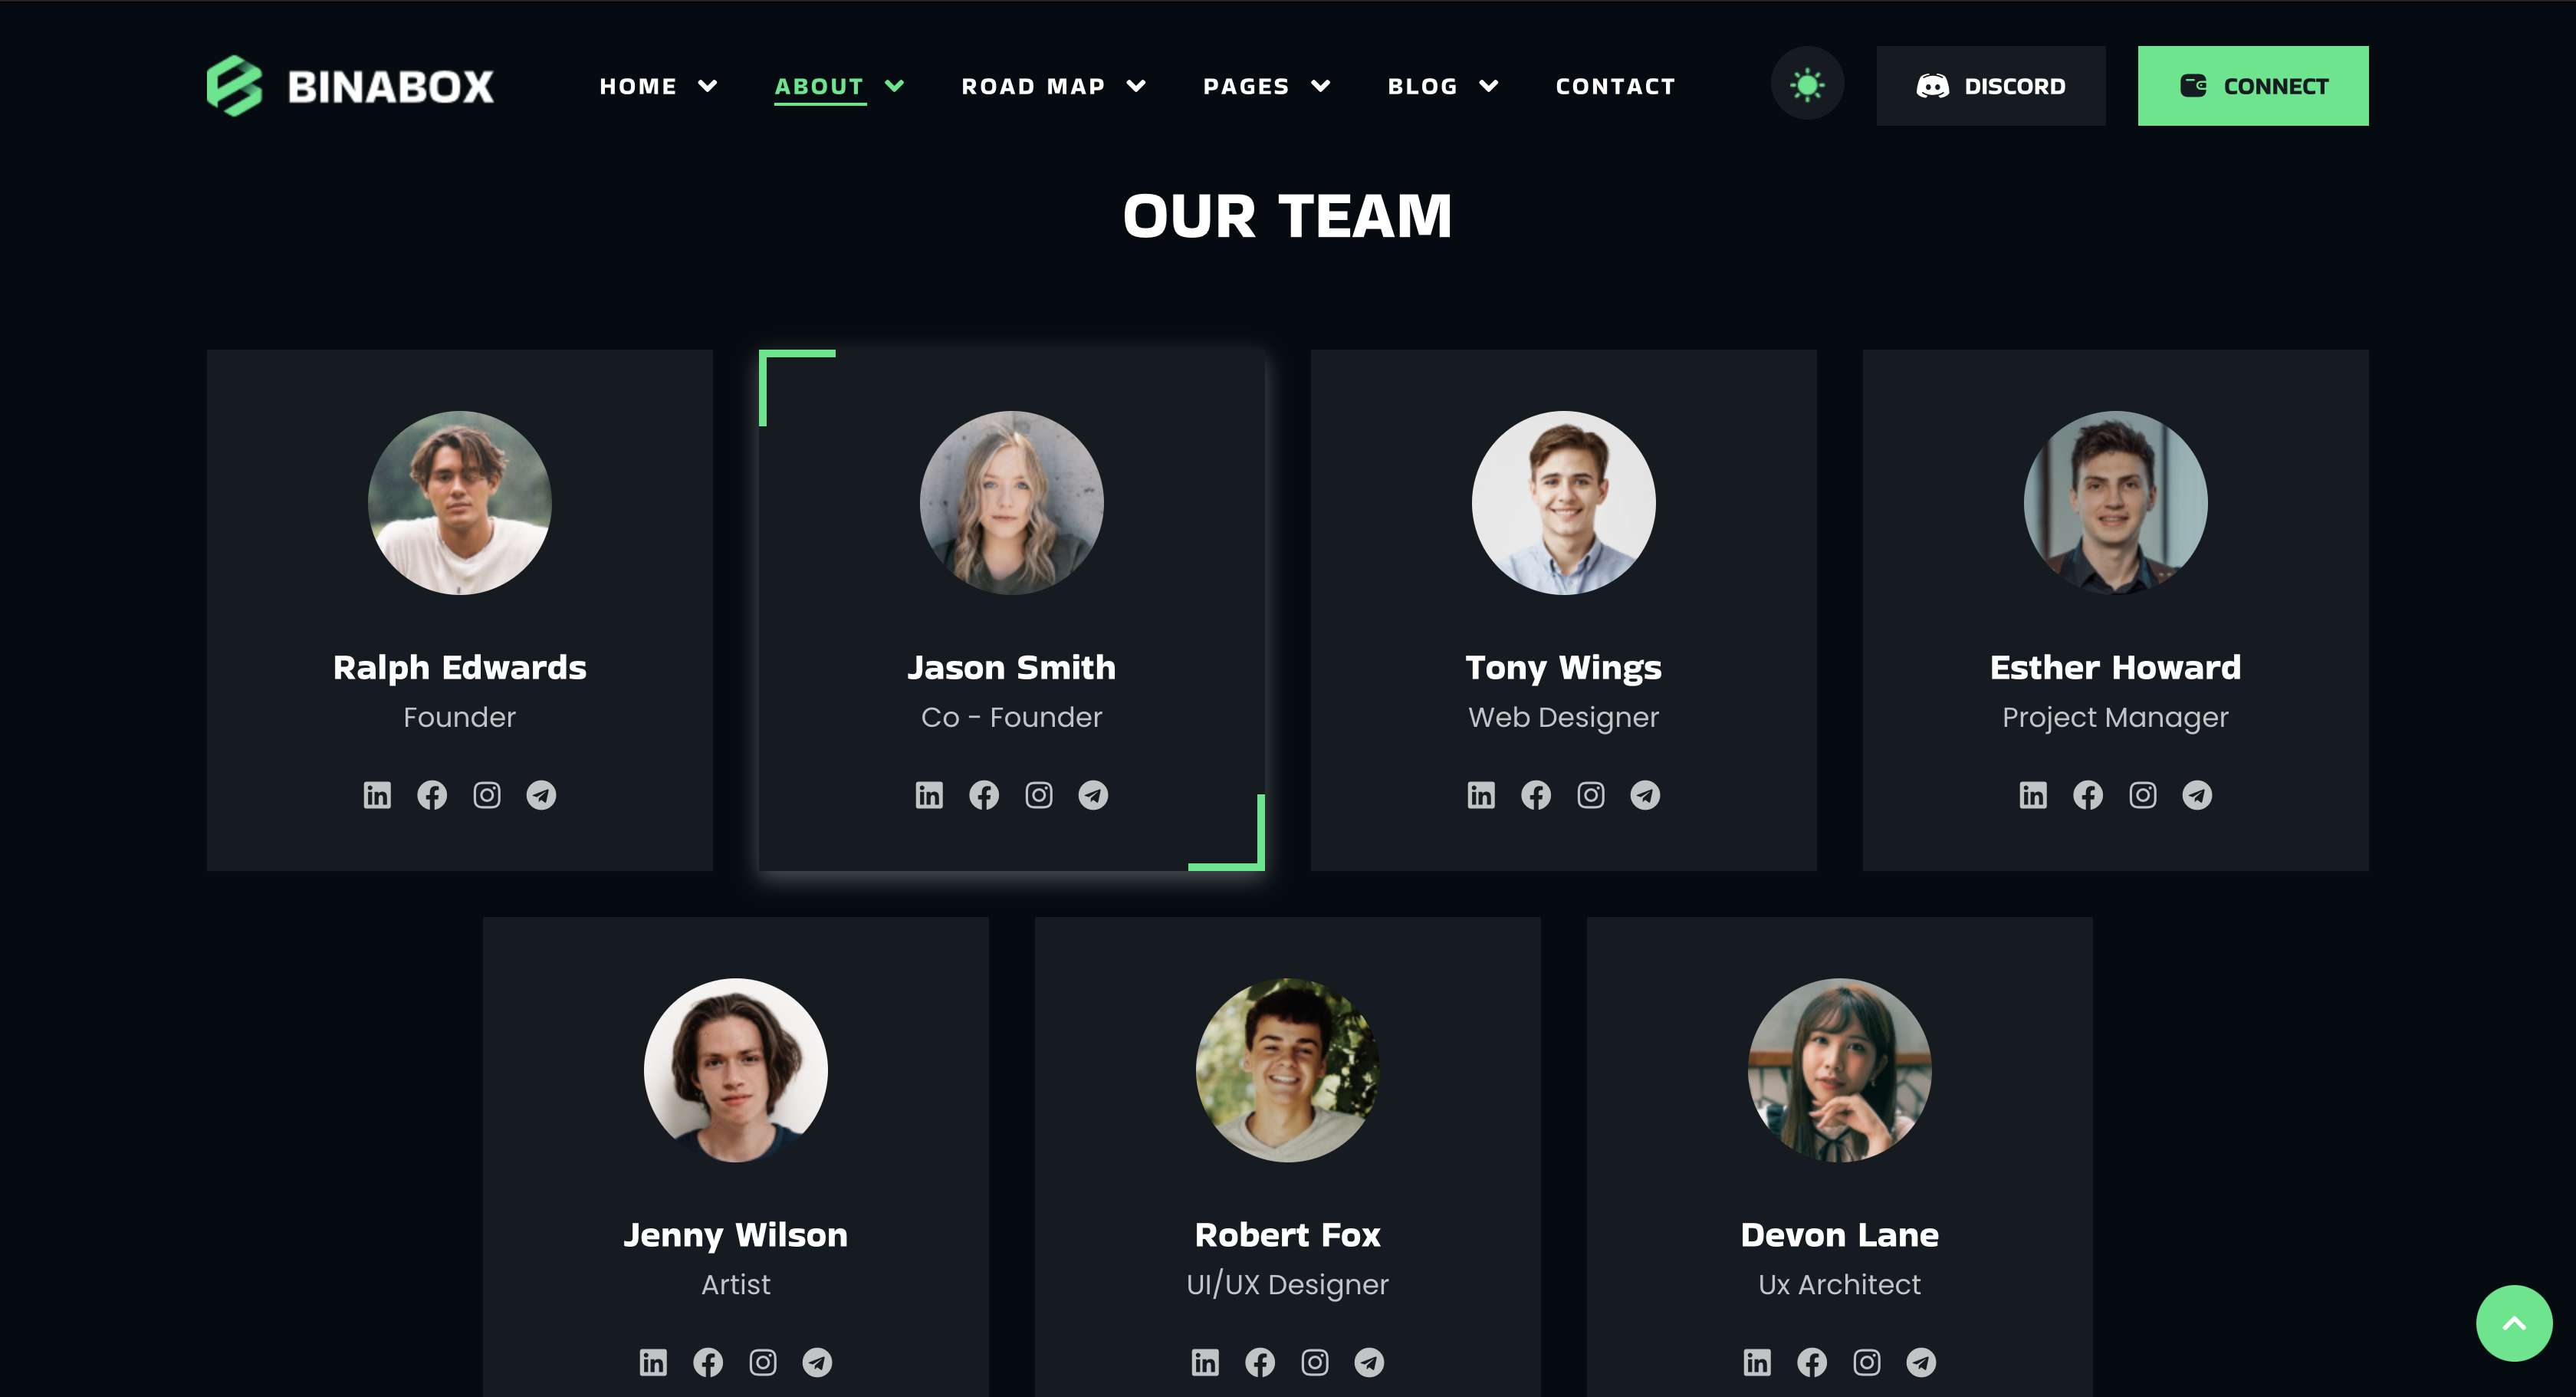 BINABOX
HOME
ABOUT
ROAD MAP
PAGES
BLOG
CONTACT
DISCORD
CONNECT
OUR TEAM
Ralph Edwards
Founder
Jason Smith
Co - Founder
Tony Wings
Web Designer
Esther Howard
Project Manager
Jenny Wilson
Artist
Robert Fox
UI/UX Designer
Devon Lane
Ux Architect